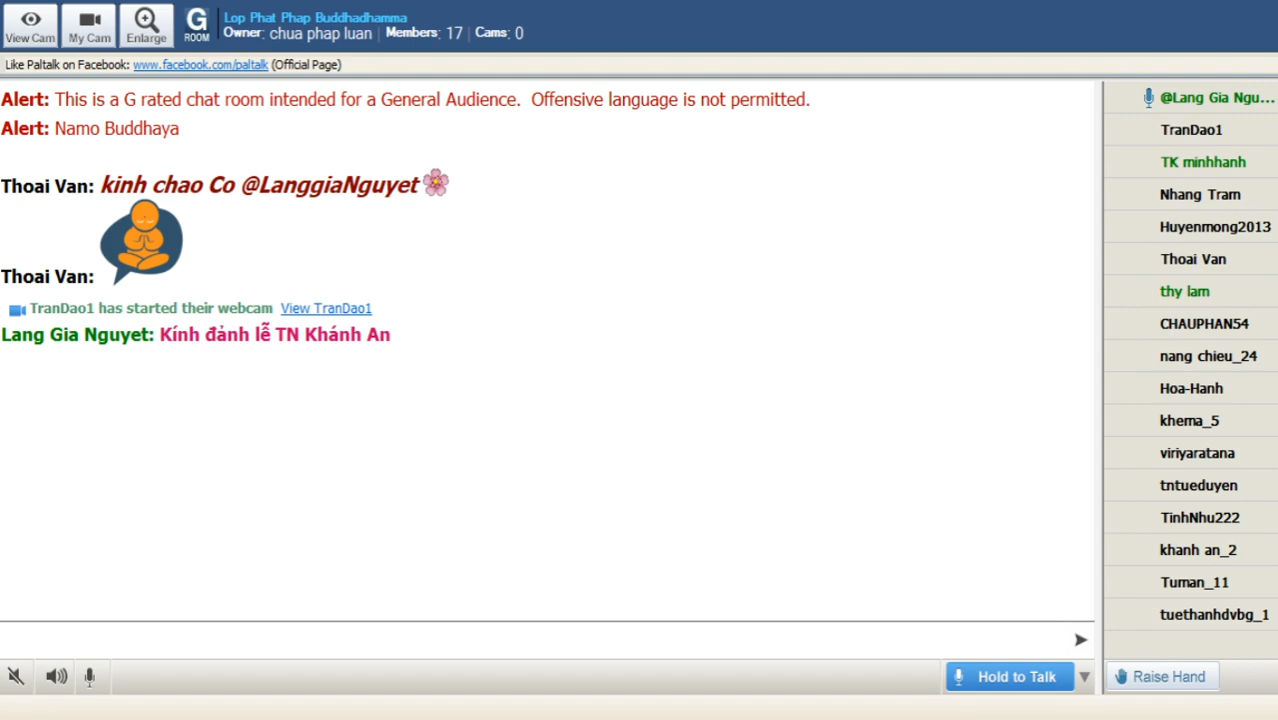 View Cam
My Cam
Enlarge
G
ROOM
Lop Phat Phap Buddhadhamma
Owner: chua phap luan | Members: 17 | Cams: 0
Like Paltalk on Facebook: www.facebook.com/paltalk (Official Page)
Alert: This is a G rated chat room intended for a General Audience. Offensive language is not permitted.
Alert: Namo Buddhaya
Thoai Van: kinh chao Co @LanggiaNguyet
Thoai Van:
TranDao1 has started their webcam View TranDao1
Lang Gia Nguyet: Kính đảnh lễ TN Khánh An
@Lang Gia Ngu...
TranDao1
TK minhhanh
Nhang Tram
Huyenmong2013
Thoai Van
thy lam
CHAUPHAN54
nang chieu_24
Hoa-Hanh
khema_5
viriyaratana
tntueduyen
TinhNhu222
khanh an_2
Tuman_11
tuethanhdvbg_1
Hold to Talk
Raise Hand